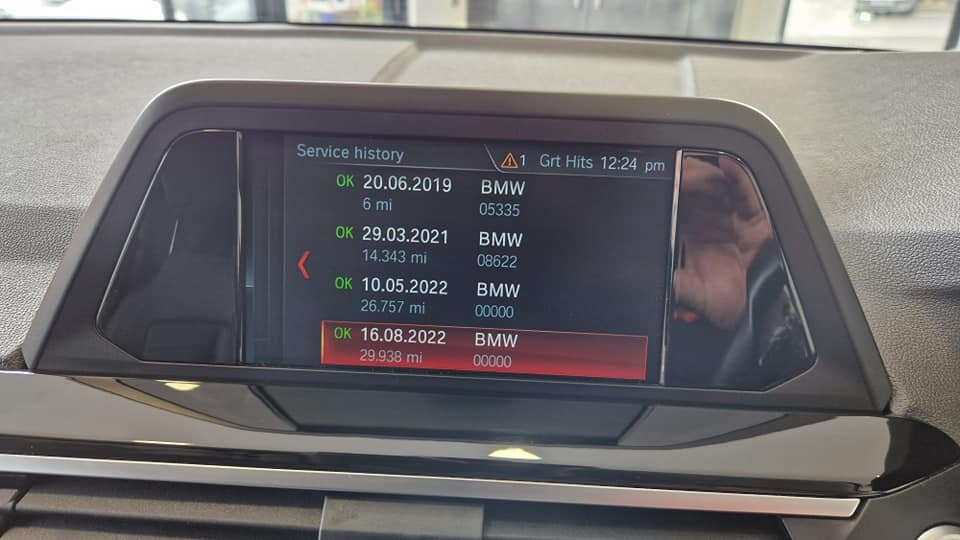 Service history
1 Grt Hits 12:24 pm
OK 20.06.2019 BMW
6 mi 05335
OK 29.03.2021 BMW
14.343 mi 08622
OK 10.05.2022 BMW
26.757 mi 00000
OK 16.08.2022 BMW
29.938 mi 00000